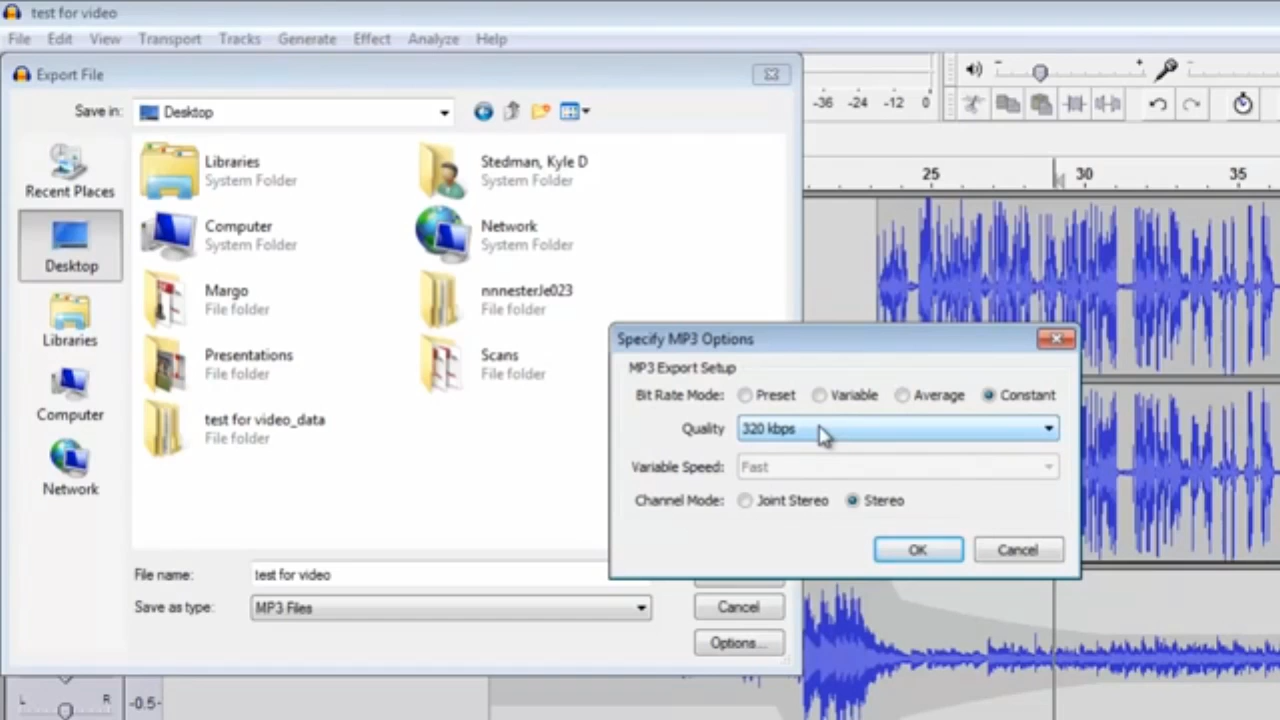 test for video
File Edit View Transport Tracks Generate Effect Analyze Help
Export File
Save in: Desktop
-36 -24 -12 0
Recent Places
Desktop
Libraries
Computer
Network
Libraries
System Folder
Stedman, Kyle D
System Folder
Computer
System Folder
Network
System Folder
Margo
File folder
nnnesterJe023
File folder
Presentations
File folder
Scans
File folder
test for video_data
File folder
File name: test for video
Save as type: MP3 Files
Cancel
Options...
25 30 35
Specify MP3 Options
MP3 Export Setup
Bit Rate Mode: Preset Variable Average Constant
Quality 320 kbps
Variable Speed: Fast
Channel Mode: Joint Stereo Stereo
OK Cancel
L R -0.5-